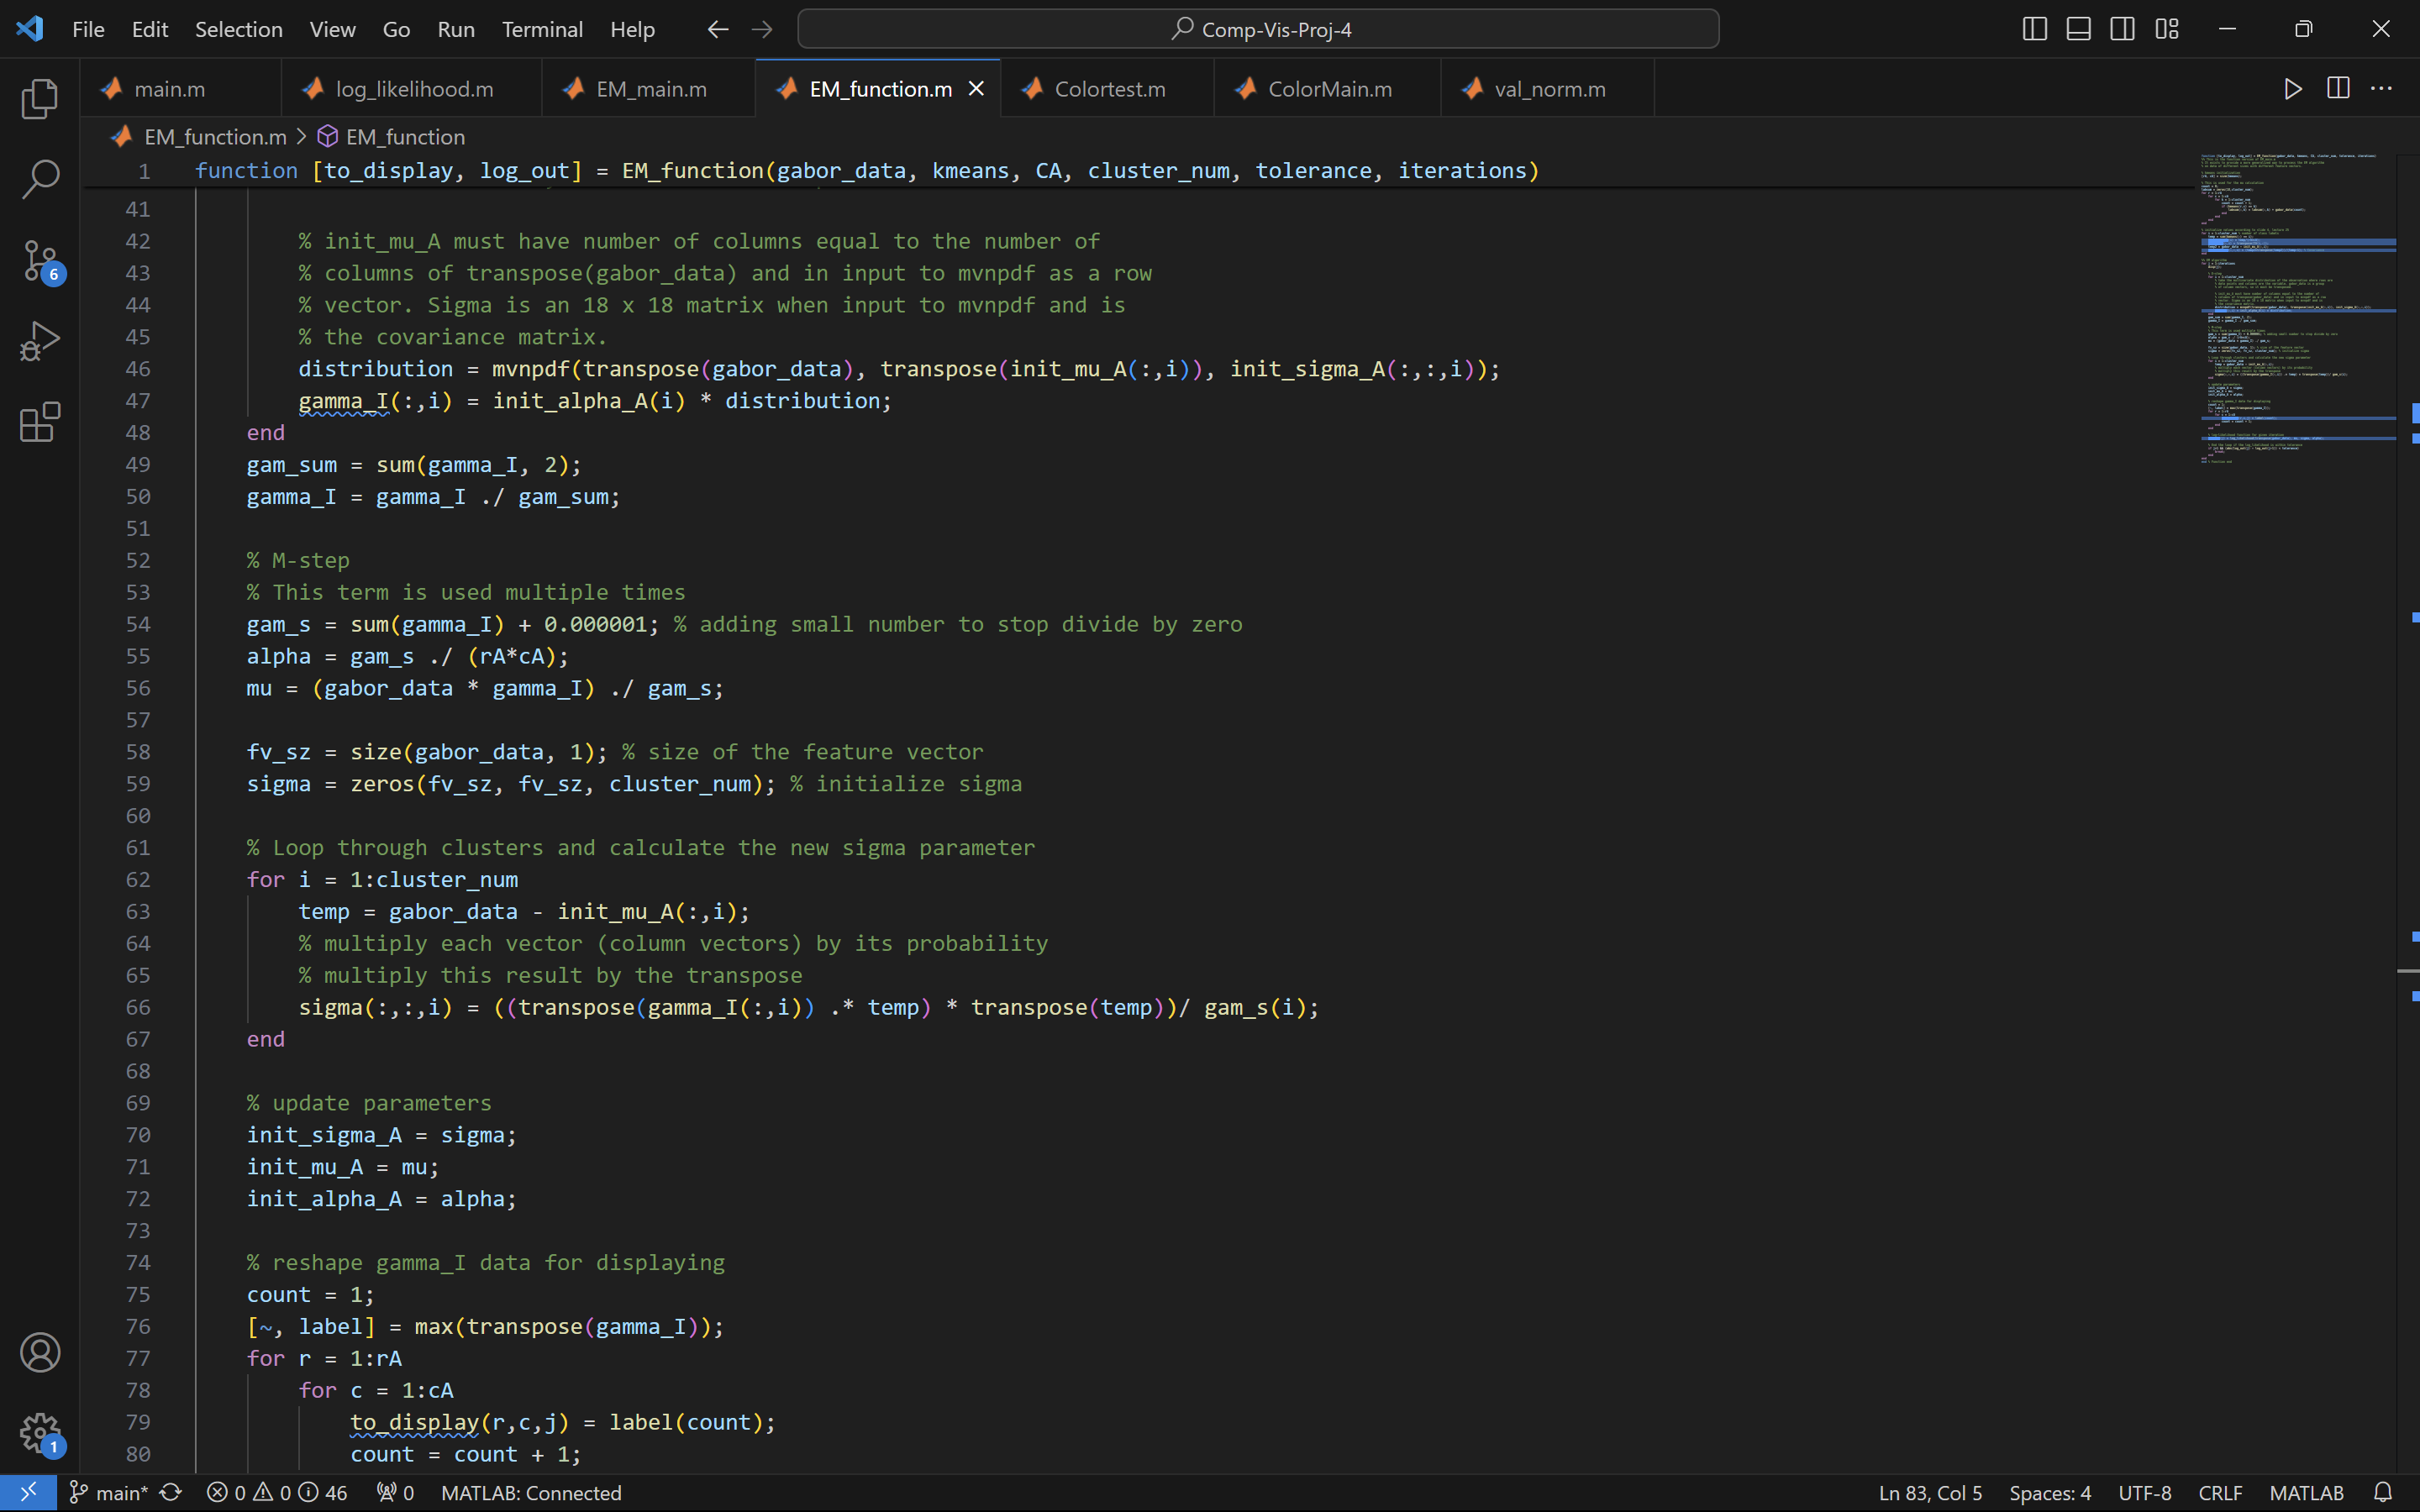 File Edit Selection View Go Run Terminal Help Comp-Vis-Proj-4
main.m log_likelihood.m EM_main.m EM_function.m Colortest.m ColorMain.m val_norm.m
EM_function.m > EM_function
1 function [to_display, log_out] = EM_function(gabor_data, kmeans, CA, cluster_num, tolerance, iterations)
41
42 % init_mu_A must have number of columns equal to the number of
43 % columns of transpose(gabor_data) and in input to mvnpdf as a row
44 % vector. Sigma is an 18 x 18 matrix when input to mvnpdf and is
45 % the covariance matrix.
46 distribution = mvnpdf(transpose(gabor_data), transpose(init_mu_A(:,i)), init_sigma_A(:,:,i));
47 gamma_I(:,i) = init_alpha_A(i) * distribution;
48 end
49 gam_sum = sum(gamma_I, 2);
50 gamma_I = gamma_I ./ gam_sum;
51
52 % M-step
53 % This term is used multiple times
54 gam_s = sum(gamma_I) + 0.000001; % adding small number to stop divide by zero
55 alpha = gam_s ./ (rA*cA);
56 mu = (gabor_data * gamma_I) ./ gam_s;
57
58 fv_sz = size(gabor_data, 1); % size of the feature vector
59 sigma = zeros(fv_sz, fv_sz, cluster_num); % initialize sigma
60
61 % Loop through clusters and calculate the new sigma parameter
62 for i = 1:cluster_num
63 temp = gabor_data - init_mu_A(:,i);
64 % multiply each vector (column vectors) by its probability
65 % multiply this result by the transpose
66 sigma(:,:,i) = ((transpose(gamma_I(:,i)) .* temp) * transpose(temp))/ gam_s(i);
67 end
68
69 % update parameters
70 init_sigma_A = sigma;
71 init_mu_A = mu;
72 init_alpha_A = alpha;
73
74 % reshape gamma_I data for displaying
75 count = 1;
76 [~, label] = max(transpose(gamma_I));
77 for r = 1:rA
78 for c = 1:cA
79 to_display(r,c,j) = label(count);
80 count = count + 1;
6
1
main* 0 0 46 0 MATLAB: Connected Ln 83, Col 5 Spaces: 4 UTF-8 CRLF MATLAB